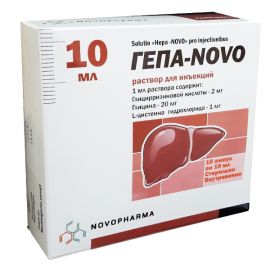 10
МЛ
Solutio «Hepa -NOVO» pro injectionibus
ГЕПА-NOVO
раствор для инъекций
1 мл раствора содержит:
Глицирризиновой кислоты - 2 мг
Глицина - 20 мг
L-цистеина гидрохлорида - 1 мг
10 ампул
по 10 мл
Стерильно
Внутривенно
NOVOPHARMA